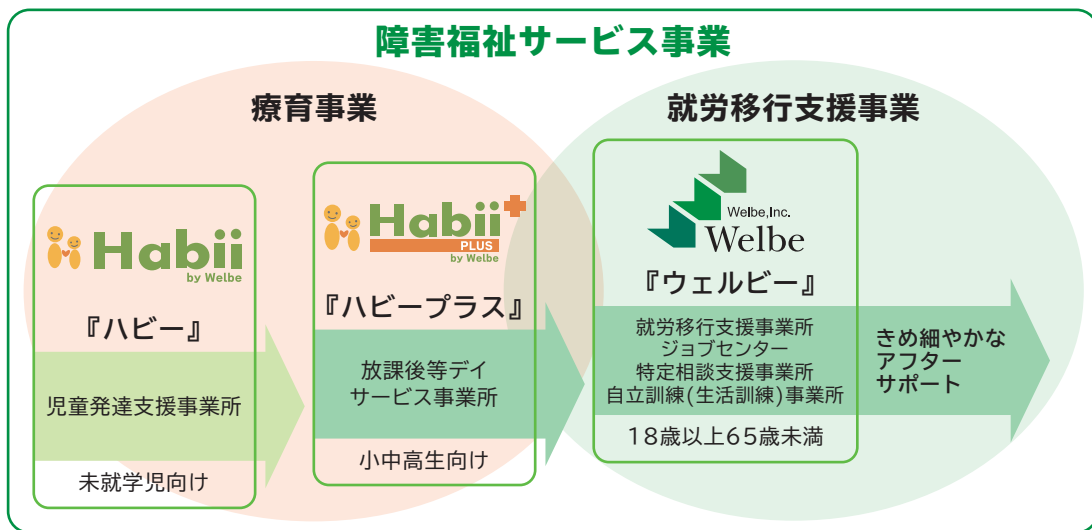 障害福祉サービス事業
療育事業
就労移行支援事業
Habii
by Welbe
『ハビー』
児童発達支援事業所
未就学児向け
Habii
PLUS
by Welbe
『ハビープラス』
放課後等デイ
サービス事業所
小中高生向け
Welbe,Inc.
Welbe
『ウェルビー』
就労移行支援事業所
ジョブセンター
特定相談支援事業所
自立訓練(生活訓練)事業所
18歳以上65歳未満
きめ細やかな
アフター
サポート